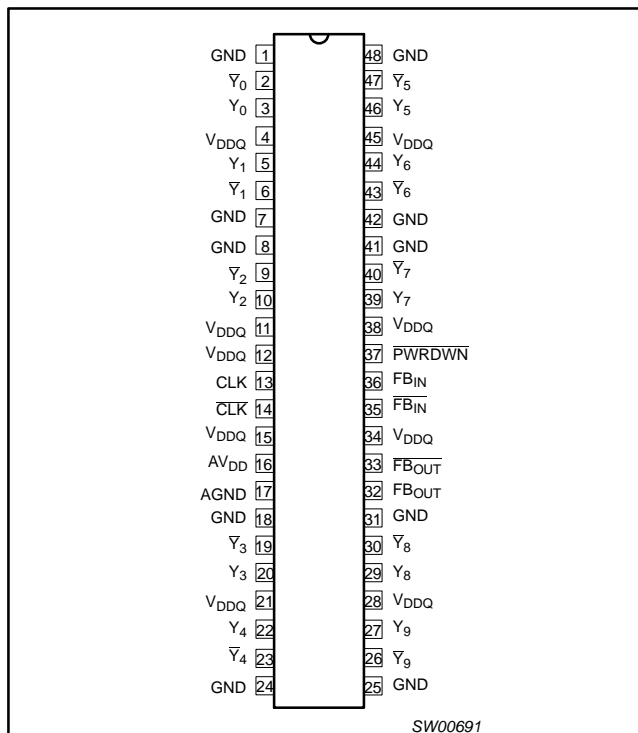 GND 1 48 GND
Y̅0 2 47 Y̅5
Y0 3 46 Y5
VDDQ 4 45 VDDQ
Y1 5 44 Y6
Y̅1 6 43 Y̅6
GND 7 42 GND
GND 8 41 GND
Y̅2 9 40 Y̅7
Y2 10 39 Y7
VDDQ 11 38 VDDQ
VDDQ 12 37 P̅W̅R̅D̅W̅N̅
CLK 13 36 FBIN
C̅L̅K̅ 14 35 F̅B̅I̅N̅
VDDQ 15 34 VDDQ
AVDD 16 33 F̅B̅O̅U̅T̅
AGND 17 32 FBOUT
GND 18 31 GND
Y̅3 19 30 Y̅8
Y3 20 29 Y8
VDDQ 21 28 VDDQ
Y4 22 27 Y9
Y̅4 23 26 Y̅9
GND 24 25 GND
SW00691